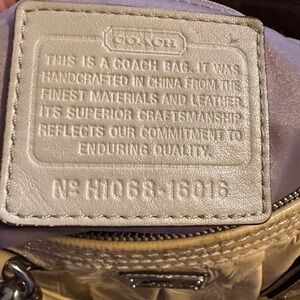 COACH
THIS IS A COACH BAG. IT WAS
HANDCRAFTED IN CHINA FROM THE
FINEST MATERIALS AND LEATHER.
ITS SUPERIOR CRAFTSMANSHIP
REFLECTS OUR COMMITMENT TO
ENDURING QUALITY.
Nº H1068-16016